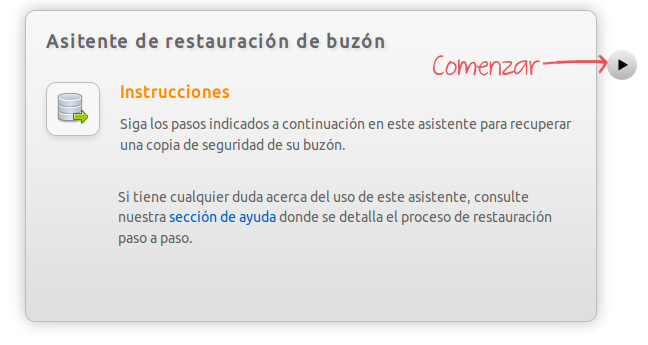 Asitente de restauración de buzón
Comenzar
Instrucciones
Siga los pasos indicados a continuación en este asistente para recuperar
una copia de seguridad de su buzón.
Si tiene cualquier duda acerca del uso de este asistente, consulte
nuestra sección de ayuda donde se detalla el proceso de restauración
paso a paso.